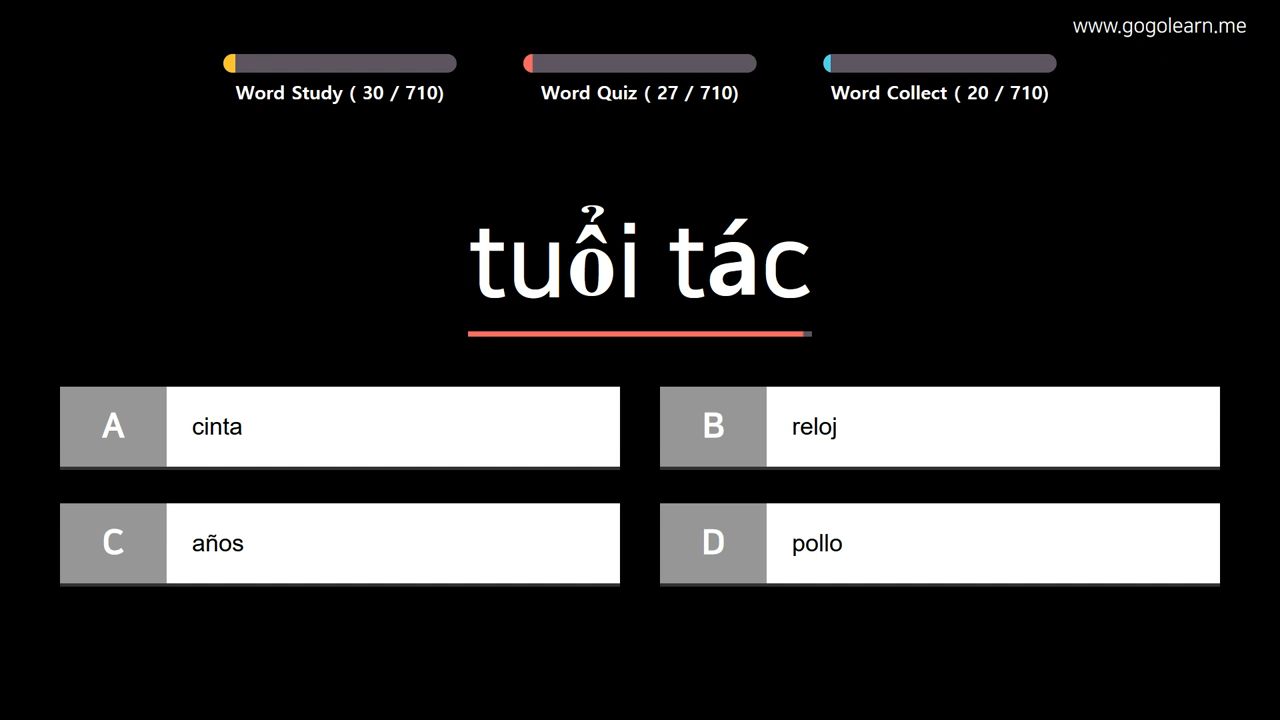 www.gogolearn.me
Word Study ( 30 / 710)
Word Quiz ( 27 / 710)
Word Collect ( 20 / 710)
tuổi tác
A cinta
B reloj
C años
D pollo